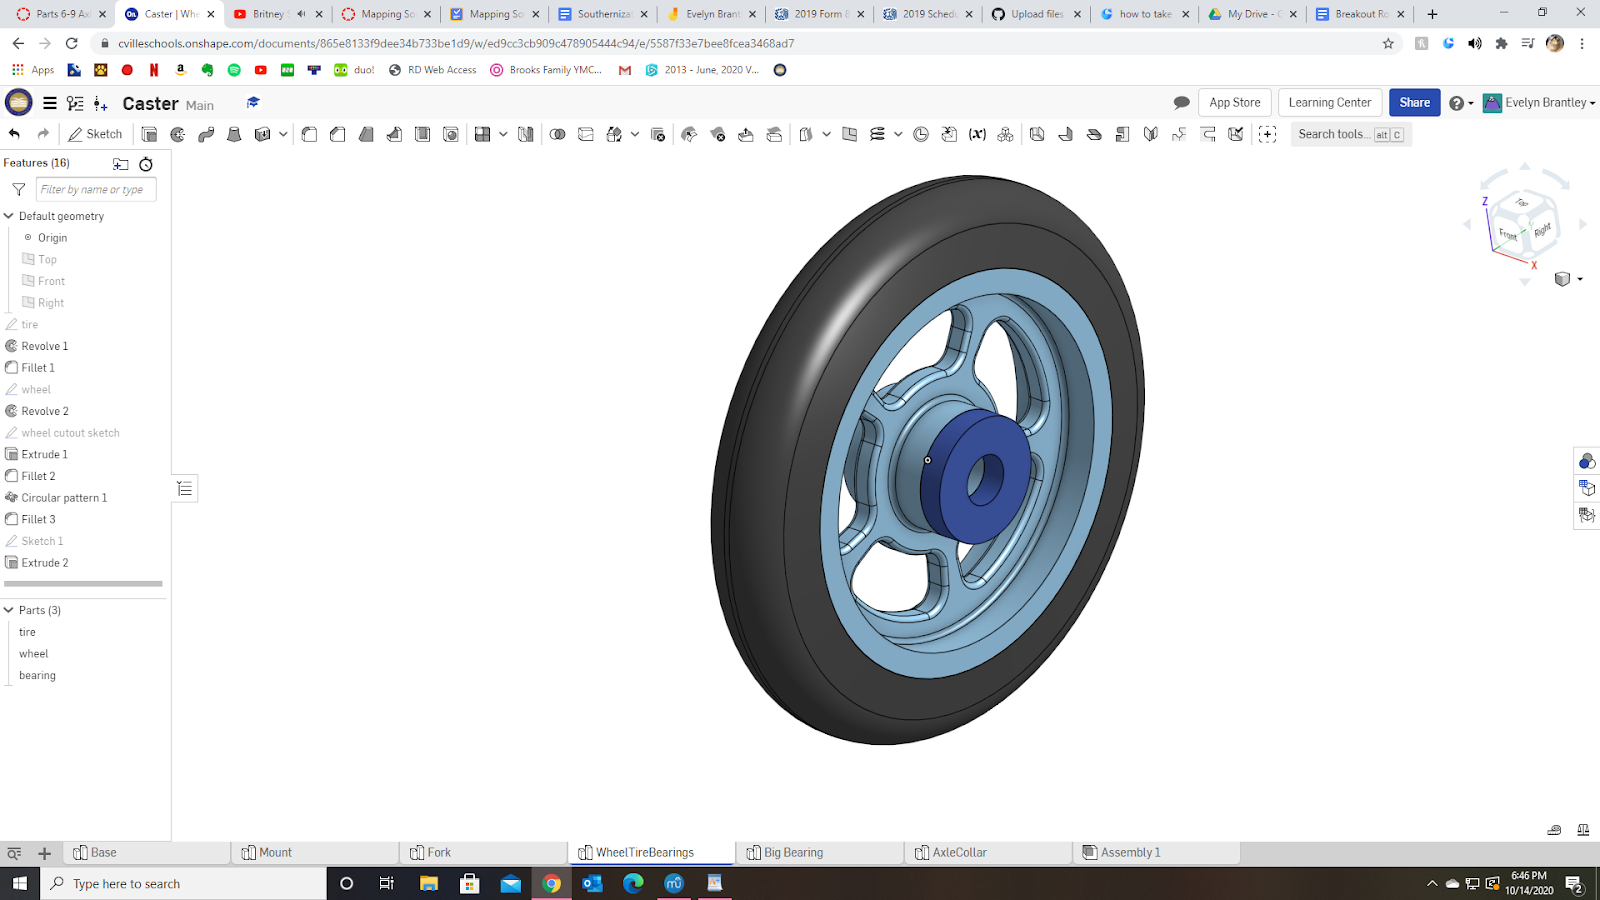 Parts 6-9 Ax
Caster | Whe
Britney
Mapping So
Mapping So
Southerniza
Evelyn Brant
2019 Form 8
2019 Schedu
Upload files
how to take
My Drive - C
Breakout Ro
cvilleschools.onshape.com/documents/865e8133f9dee34b733be1d9/w/ed9cc3cb909c478905444c94/e/5587f33e7bee8fcea3468ad7
Apps
duo!
RD Web Access
Brooks Family YMC...
2013 - June, 2020 V...
Caster Main
App Store
Learning Center
Share
Evelyn Brantley
Sketch
Search tools... alt C
Features (16)
Filter by name or type
Default geometry
Origin
Top
Front
Right
tire
Revolve 1
Fillet 1
wheel
Revolve 2
wheel cutout sketch
Extrude 1
Fillet 2
Circular pattern 1
Fillet 3
Sketch 1
Extrude 2
Parts (3)
tire
wheel
bearing
Z
Top
Front
Right
X
Base
Mount
Fork
WheelTireBearings
Big Bearing
AxleCollar
Assembly 1
Type here to search
6:46 PM
10/14/2020
2